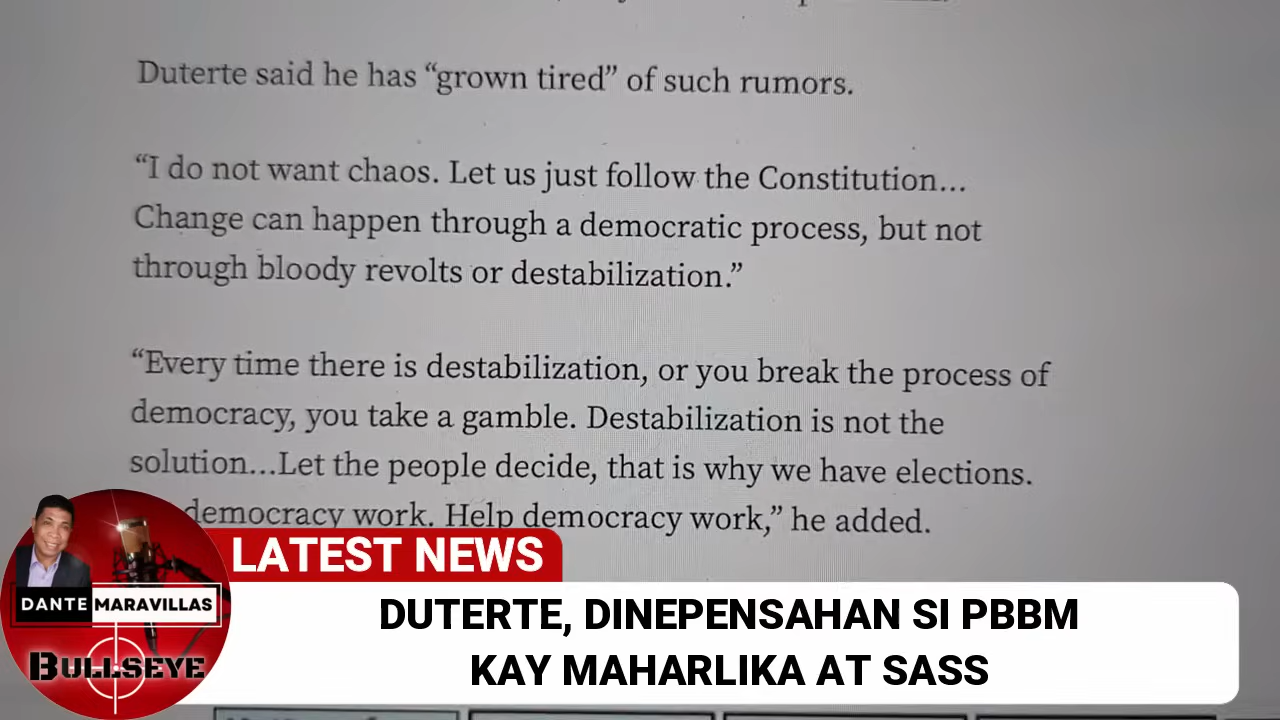 Duterte said he has “grown tired” of such rumors.
“I do not want chaos. Let us just follow the Constitution...
Change can happen through a democratic process, but not
through bloody revolts or destabilization.”
“Every time there is destabilization, or you break the process of
democracy, you take a gamble. Destabilization is not the
solution...Let the people decide, that is why we have elections.
democracy work. Help democracy work,” he added.
LATEST NEWS
DANTE MARAVILLAS
BULLSEYE
DUTERTE, DINEPENSAHAN SI PBBM
KAY MAHARLIKA AT SASS